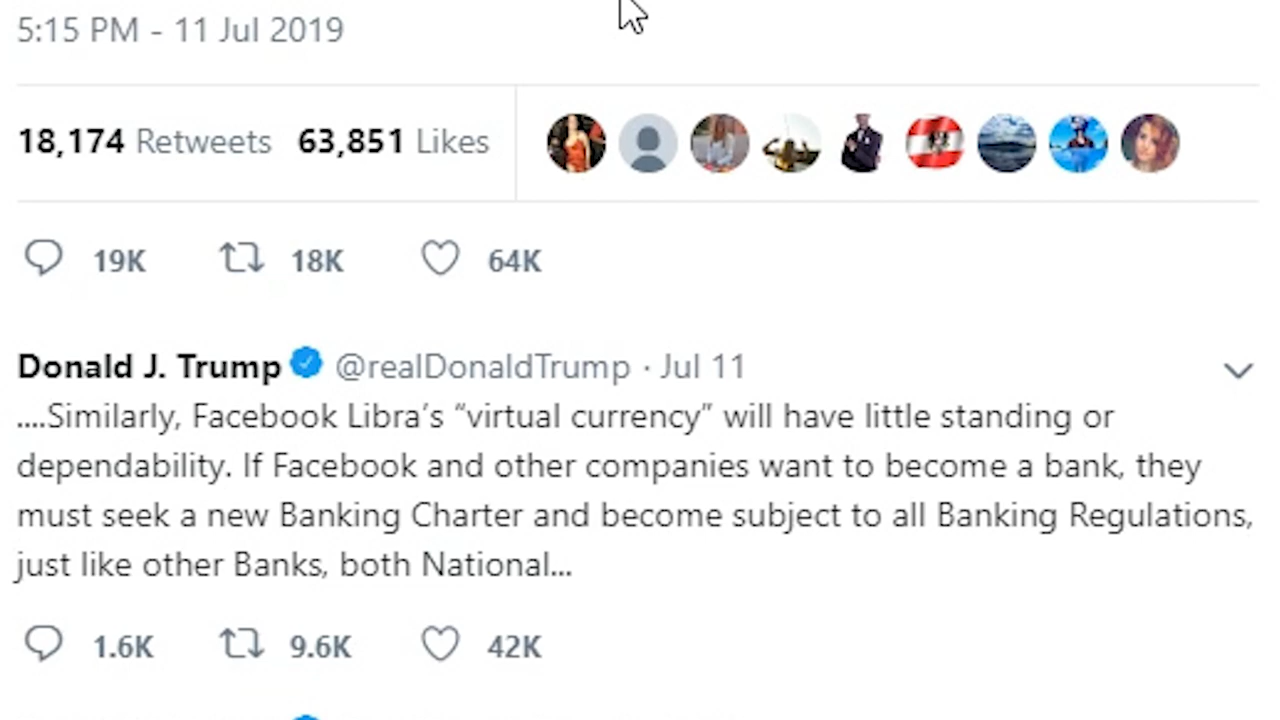 5:15 PM - 11 Jul 2019
18,174 Retweets 63,851 Likes
19K 18K 64K
Donald J. Trump @realDonaldTrump · Jul 11
....Similarly, Facebook Libra’s “virtual currency” will have little standing or
dependability. If Facebook and other companies want to become a bank, they
must seek a new Banking Charter and become subject to all Banking Regulations,
just like other Banks, both National...
1.6K 9.6K 42K